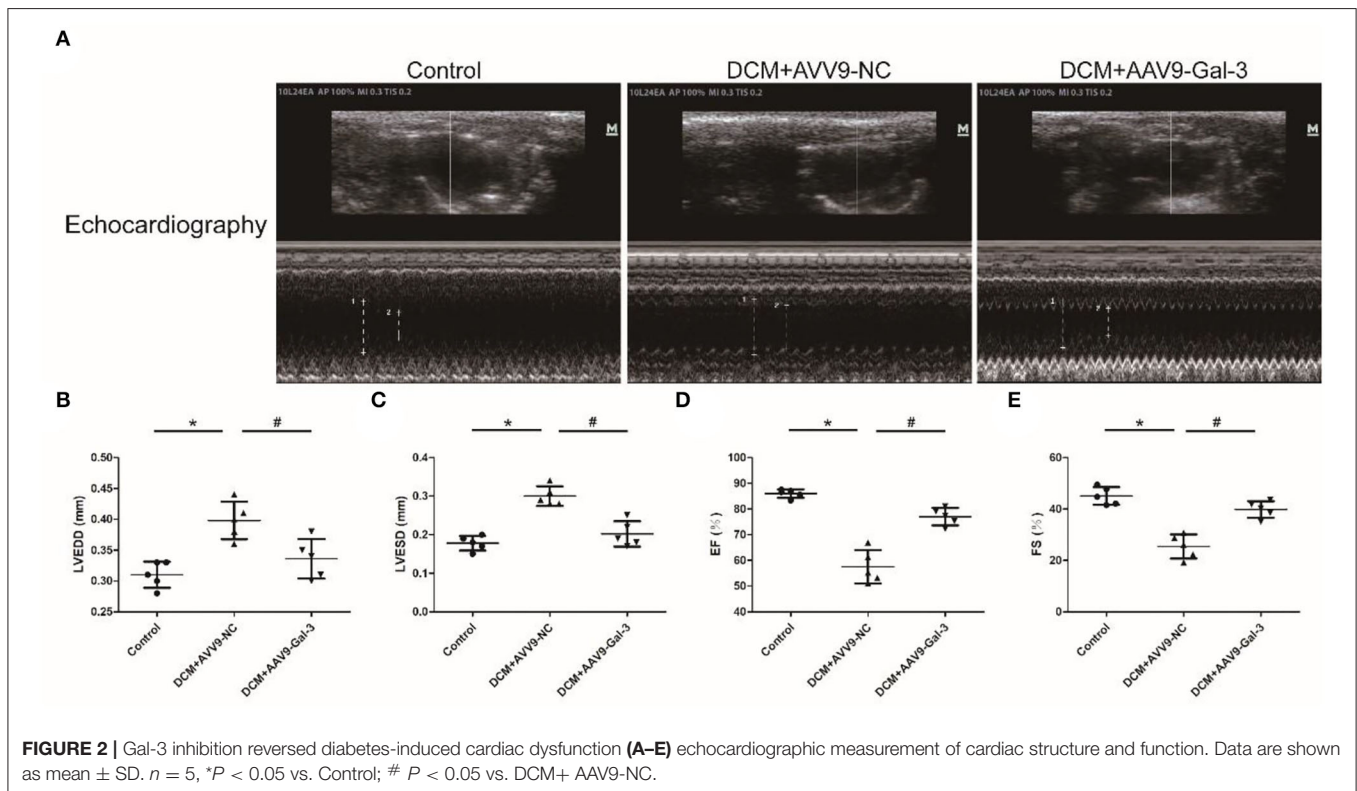 A
Control DCM+AVV9-NC DCM+AAV9-Gal-3
10L24EA AP 100% MI 0.3 TIS 0.2 10L24EA AP 100% MI 0.3 TIS 0.2 10L24EA AP 100% MI 0.3 TIS 0.2
M M M
Echocardiography
1 2 1 2 1 2
B C D E
* # * # * # * #
LVEDD (mm)
0.50
0.45
0.40
0.35
0.30
0.25
Control
DCM+AVV9-NC
DCM+AAV9-Gal-3
LVESD (mm)
0.4
0.3
0.2
0.1
0.0
Control
DCM+AVV9-NC
DCM+AAV9-Gal-3
EF (%)
100
90
80
70
60
50
40
Control
DCM+AVV9-NC
DCM+AAV9-Gal-3
FS (%)
60
40
20
0
Control
DCM+AVV9-NC
DCM+AAV9-Gal-3
FIGURE 2 | Gal-3 inhibition reversed diabetes-induced cardiac dysfunction (A–E) echocardiographic measurement of cardiac structure and function. Data are shown
as mean ± SD. n = 5, *P < 0.05 vs. Control; # P < 0.05 vs. DCM+ AAV9-NC.